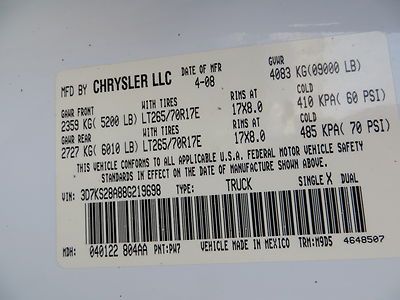 MFD BY CHRYSLER LLC DATE OF MFR 4-08 GVWR 4083 KG(09000 LB)
GAWR FRONT WITH TIRES RIMS AT COLD
2359 KG( 5200 LB) LT265/70R17E 17X8.0 410 KPA( 60 PSI)
GAWR REAR WITH TIRES RIMS AT COLD
2727 KG( 6010 LB) LT265/70R17E 17X8.0 485 KPA( 70 PSI)
THIS VEHICLE CONFORMS TO ALL APPLICABLE U.S.A. FEDERAL MOTOR VEHICLE SAFETY
STANDARDS IN EFFECT ON THE DATE OF MANUFACTURE SHOWN ABOVE
VIN: 3D7KS28A88G219698 TYPE: TRUCK SINGLE X DUAL
MDH: 040122 804AA PNT:PW7 VEHICLE MADE IN MEXICO TRM:M9D5 4648507